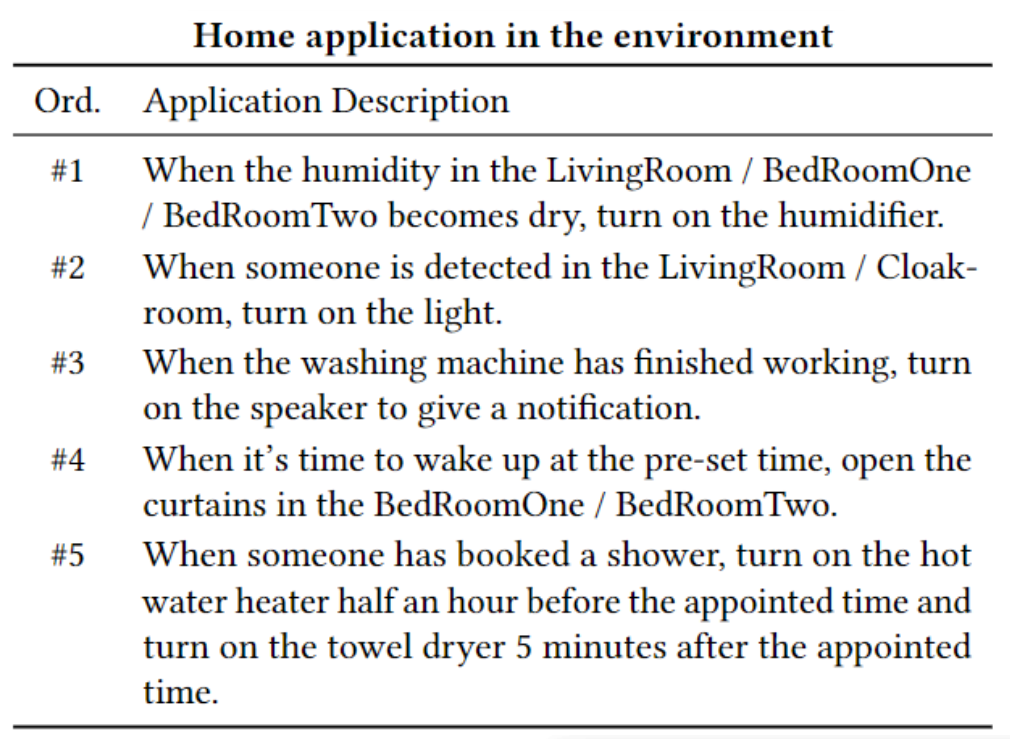 Home application in the environment
Ord. Application Description
#1 When the humidity in the LivingRoom / BedRoomOne
/ BedRoomTwo becomes dry, turn on the humidifier.
#2 When someone is detected in the LivingRoom / Cloak-
room, turn on the light.
#3 When the washing machine has finished working, turn
on the speaker to give a notification.
#4 When it’s time to wake up at the pre-set time, open the
curtains in the BedRoomOne / BedRoomTwo.
#5 When someone has booked a shower, turn on the hot
water heater half an hour before the appointed time and
turn on the towel dryer 5 minutes after the appointed
time.